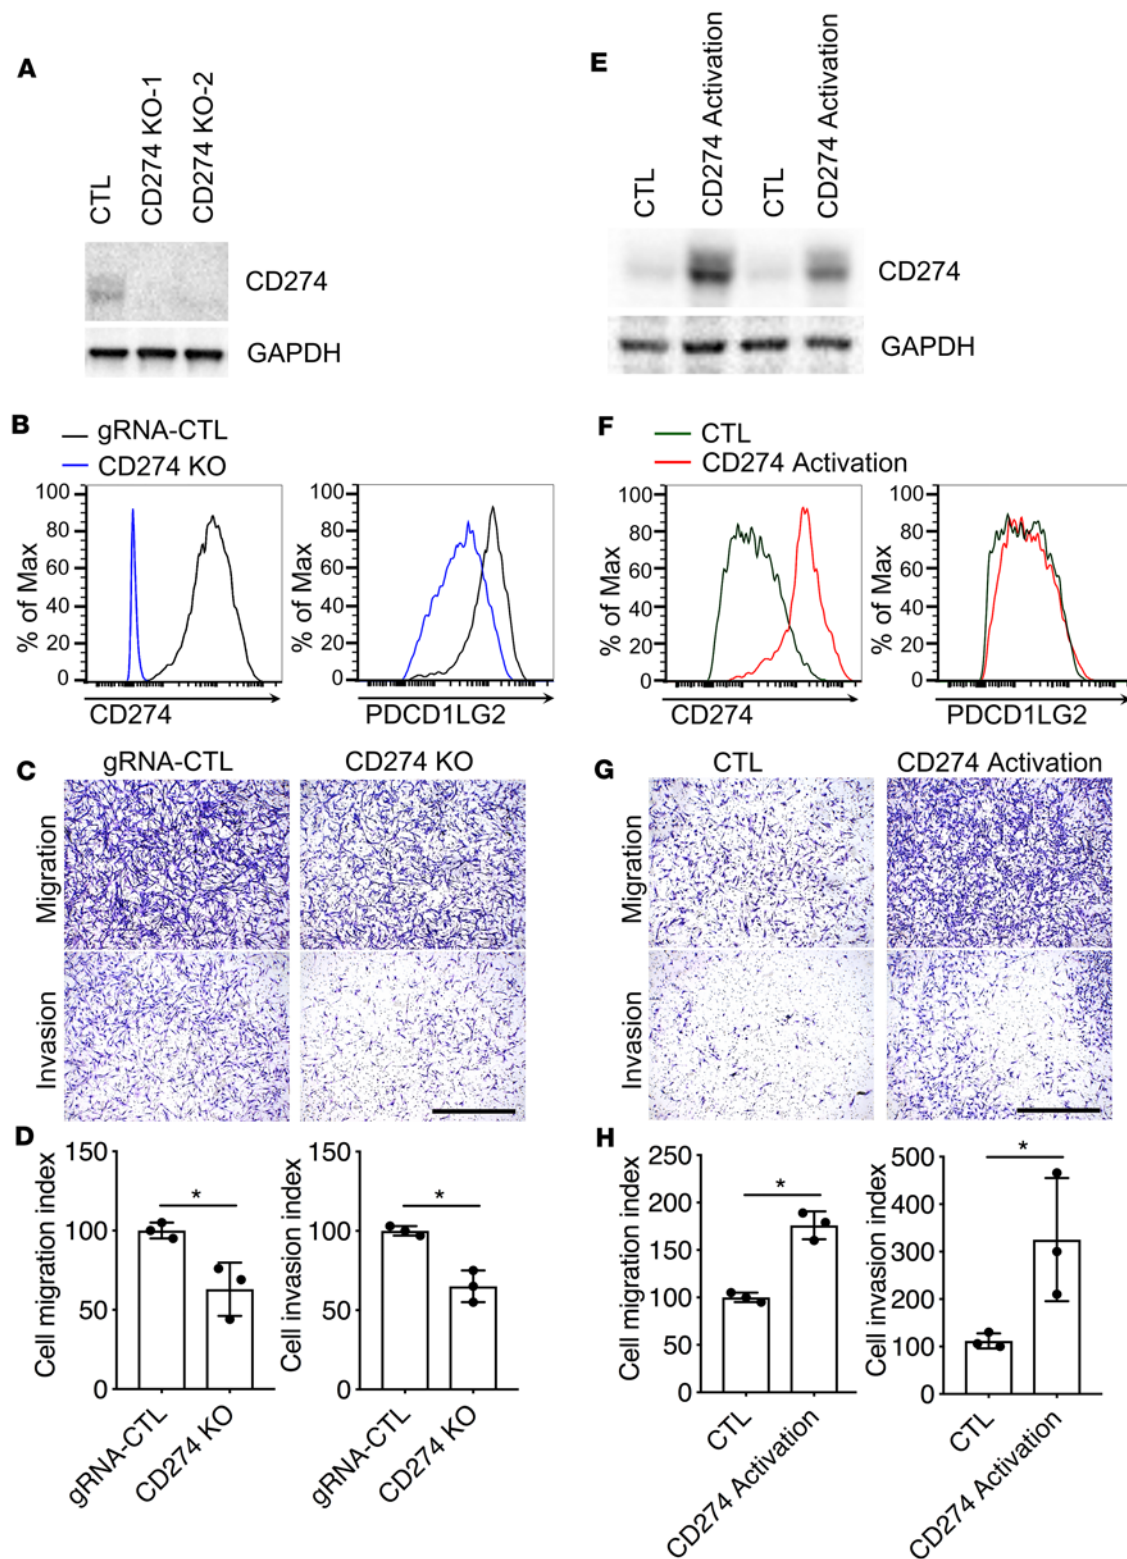 A
CTL
CD274 KO-1
CD274 KO-2
CD274
GAPDH
B
gRNA-CTL
CD274 KO
% of Max
100
80
60
40
20
0
CD274
% of Max
100
80
60
40
20
0
PDCD1LG2
C
gRNA-CTL
CD274 KO
Migration
Invasion
D
Cell migration index
150
100
50
0
*
gRNA-CTL
CD274 KO
Cell invasion index
150
100
50
0
*
gRNA-CTL
CD274 KO
E
CTL
CD274 Activation
CTL
CD274 Activation
CD274
GAPDH
F
CTL
CD274 Activation
% of Max
100
80
60
40
20
0
CD274
% of Max
100
80
60
40
20
0
PDCD1LG2
G
CTL
CD274 Activation
Migration
Invasion
H
Cell migration index
250
200
150
100
50
0
*
CTL
CD274 Activation
Cell invasion index
500
400
300
200
100
0
*
CTL
CD274 Activation